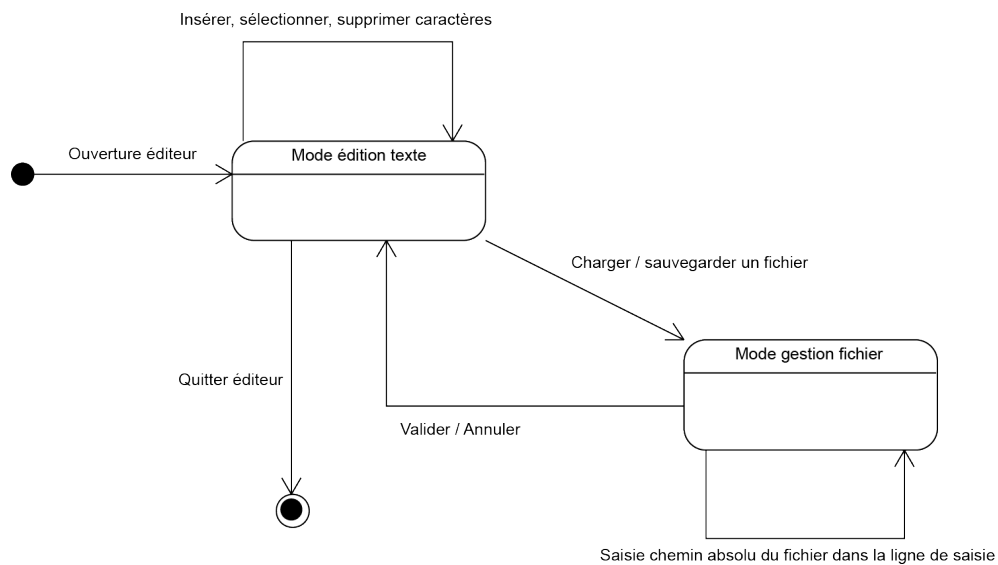 Insérer, sélectionner, supprimer caractères
Ouverture éditeur
Mode édition texte
Charger / sauvegarder un fichier
Mode gestion fichier
Quitter éditeur
Valider / Annuler
Saisie chemin absolu du fichier dans la ligne de saisie